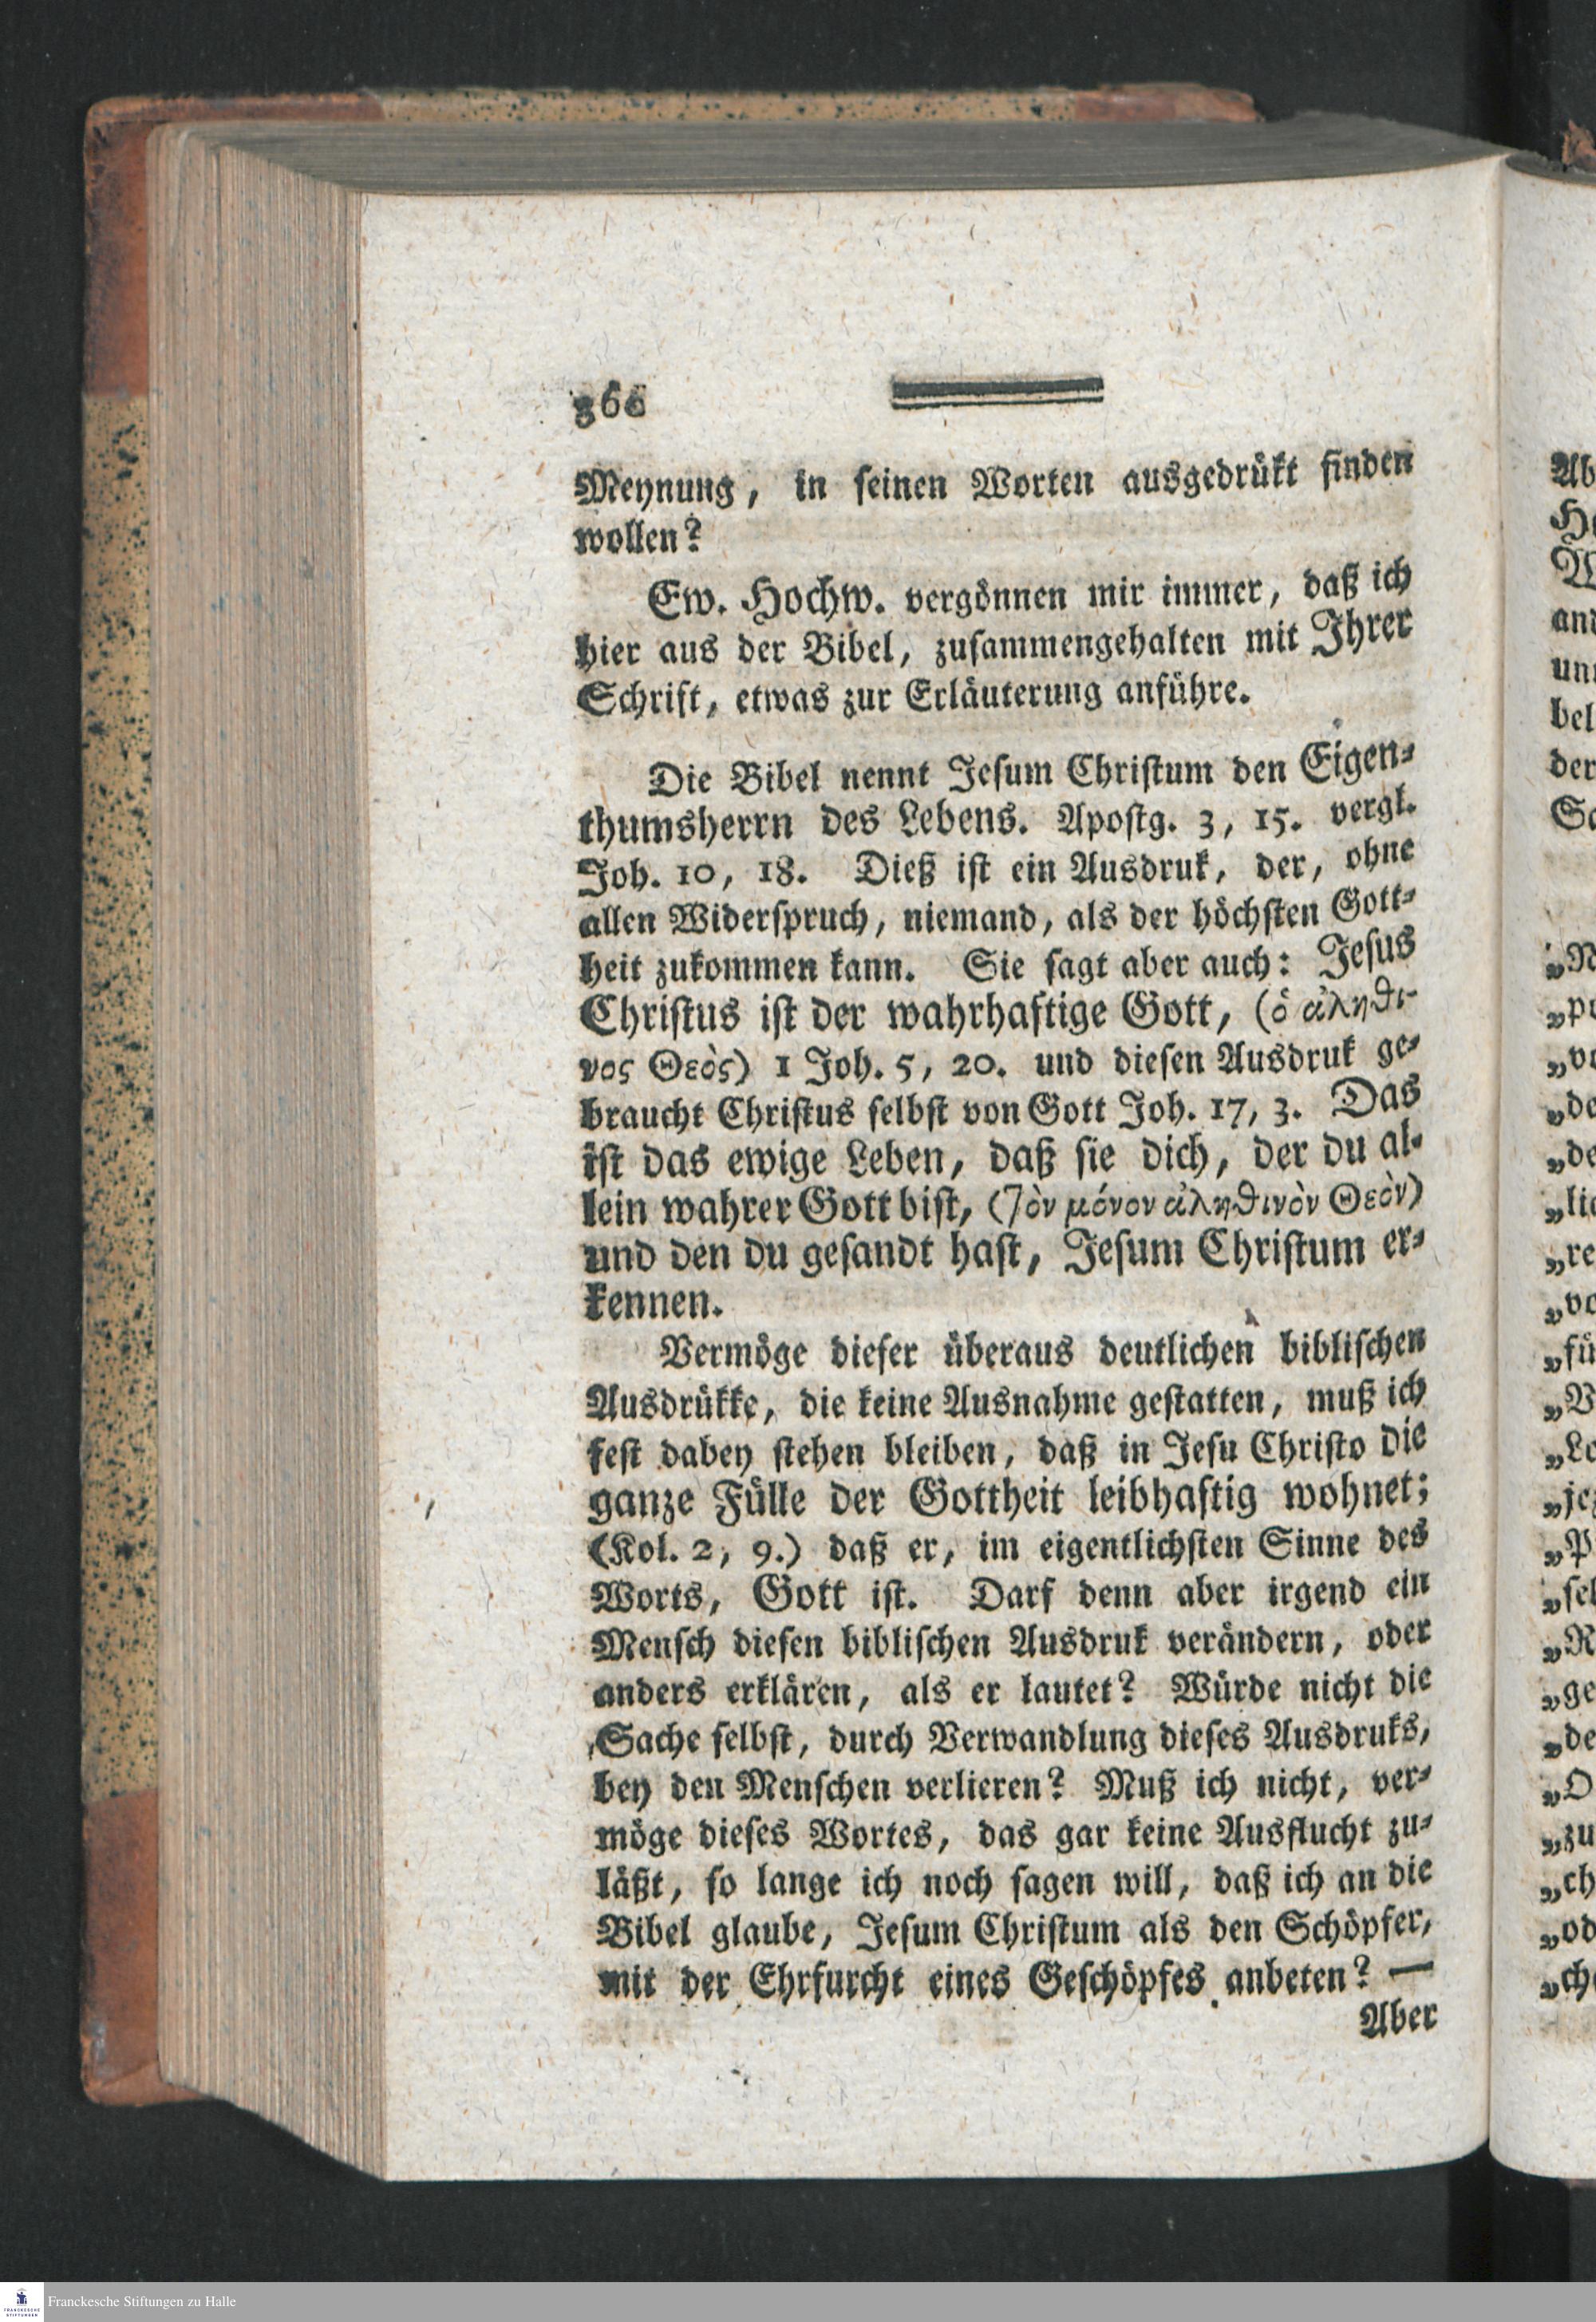 366
Meynung, in seinen Worten ausgedrükt finden
wollen?
Ew. Hochw. vergönnen mir immer, daß ich
hier aus der Bibel, zusammengehalten mit Ihrer
Schrift, etwas zur Erläuterung anführe.
Die Bibel nennt Jesum Christum den Eigen-
thumsherrn des Lebens. Apostg. 3, 15. vergl.
Joh. 10, 18. Dieß ist ein Ausdruk, der, ohne
allen Widerspruch, niemand, als der höchsten Gott-
heit zukommen kann. Sie sagt aber auch: Jesus
Christus ist der wahrhaftige Gott, (ὁ ἀληθι-
νος Θεὸς) 1 Joh. 5, 20. und diesen Ausdruk ge-
braucht Christus selbst von Gott Joh. 17, 3. Das
ist das ewige Leben, daß sie dich, der du al-
lein wahrer Gott bist, (τὸν μόνον ἀληθινὸν Θεὸν)
und den du gesandt hast, Jesum Christum er-
kennen.
Vermöge dieser überaus deutlichen biblischen
Ausdrükke, die keine Ausnahme gestatten, muß ich
fest dabey stehen bleiben, daß in Jesu Christo die
ganze Fülle der Gottheit leibhaftig wohnet;
(Kol. 2, 9.) daß er, im eigentlichsten Sinne des
Worts, Gott ist. Darf denn aber irgend ein
Mensch diesen biblischen Ausdruk verändern, oder
anders erklären, als er lautet? Würde nicht die
Sache selbst, durch Verwandlung dieses Ausdruks,
bey den Menschen verlieren? Muß ich nicht, ver-
möge dieses Wortes, das gar keine Ausflucht zu-
läßt, so lange ich noch sagen will, daß ich an die
Bibel glaube, Jesum Christum als den Schöpfer,
mit der Ehrfurcht eines Geschöpfes anbeten? —
Aber
Franckesche Stiftungen zu Halle